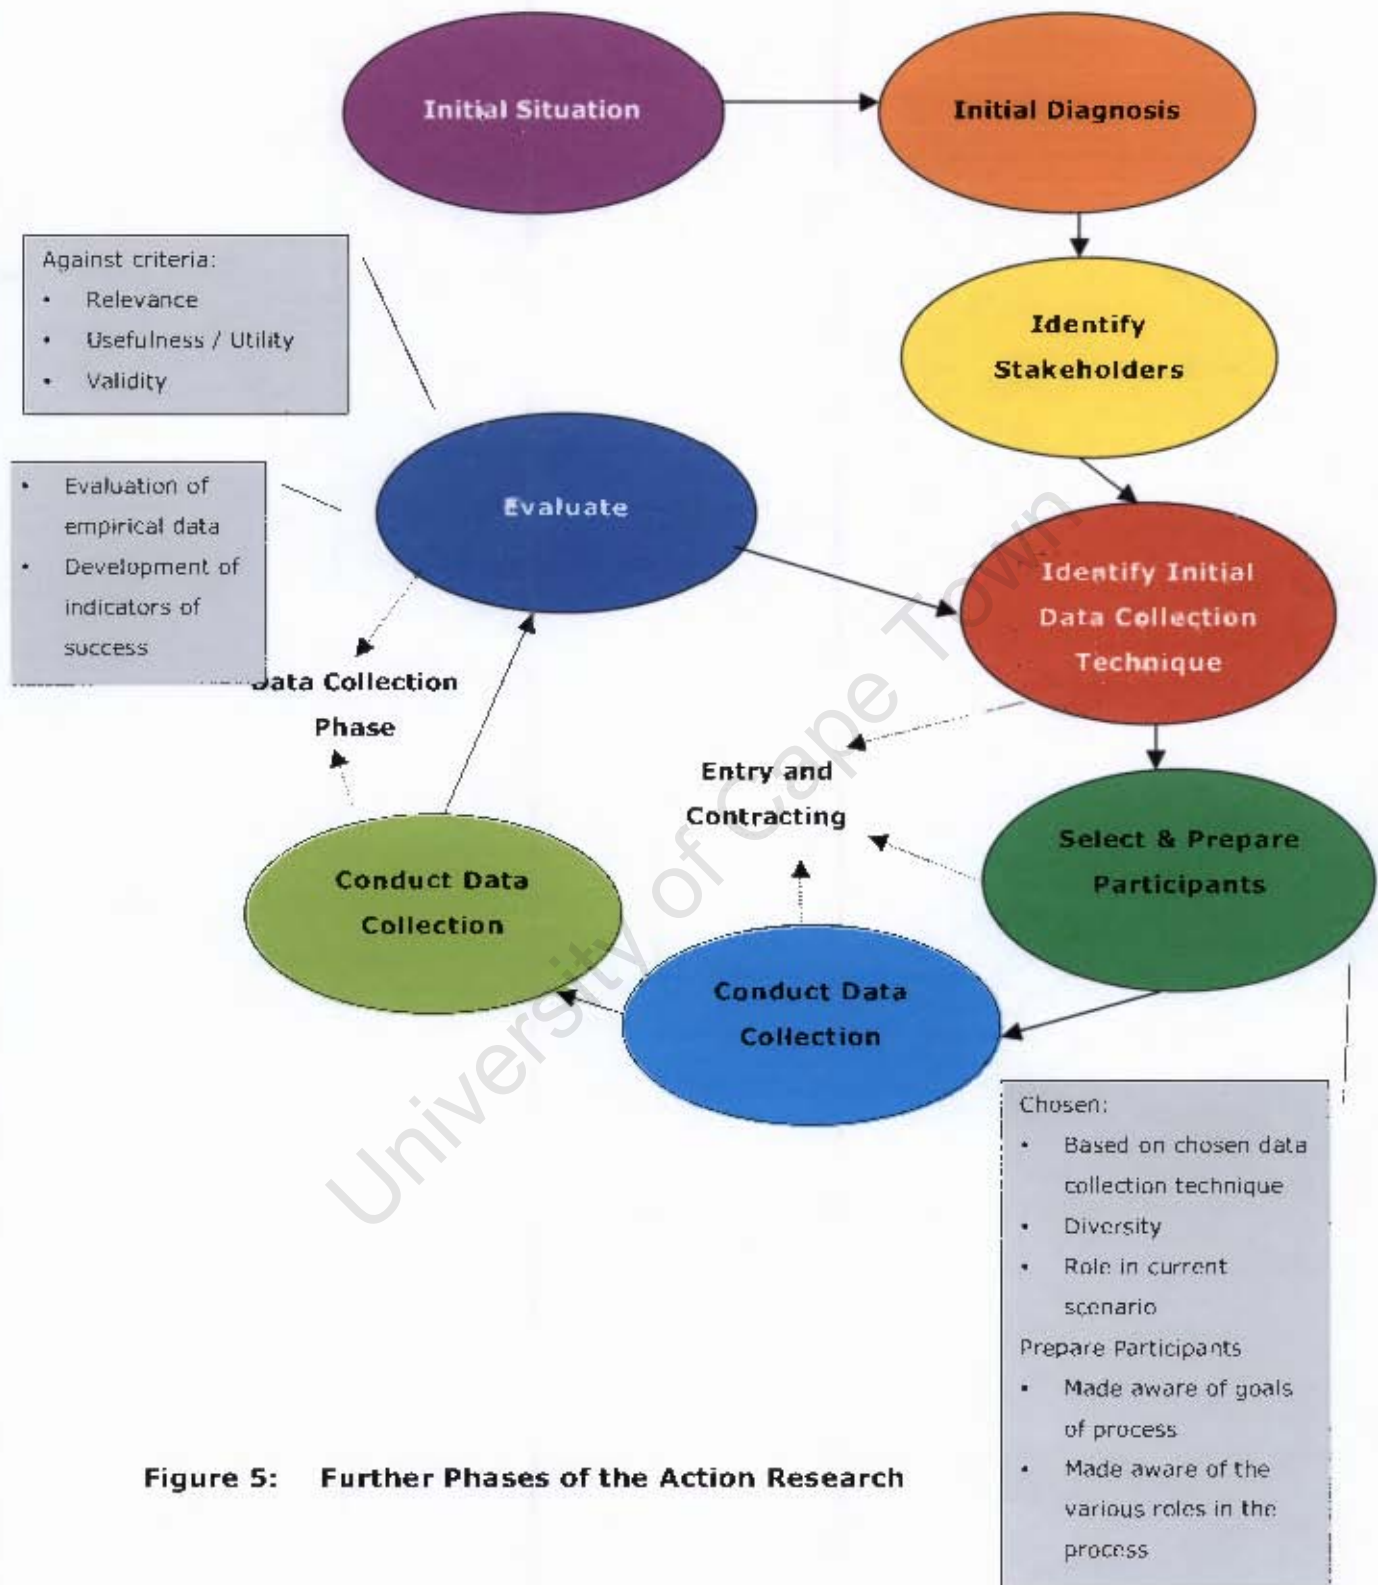 Initial Situation
Initial Diagnosis
Against criteria:
• Relevance
• Usefulness / Utility
• Validity
Identify
Stakeholders
• Evaluation of
empirical data
• Development of
indicators of
success
Evaluate
Identify Initial
Data Collection
Technique
Data Collection
Phase
Entry and
Contracting
Select & Prepare
Participants
Conduct Data
Collection
Conduct Data
Collection
Chosen:
• Based on chosen data
collection technique
• Diversity
• Role in current
scenario
Prepare Participants
• Made aware of goals
of process
• Made aware of the
various roles in the
process
Figure 5: Further Phases of the Action Research
University of Cape Town